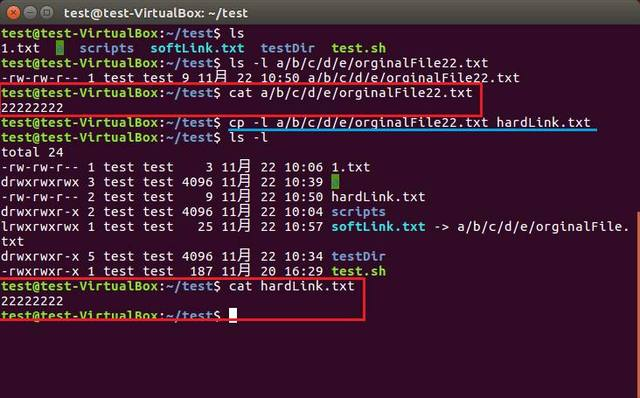 test@test-VirtualBox: ~/test
test@test-VirtualBox:~/test$ ls
1.txt a scripts softLink.txt testDir test.sh
test@test-VirtualBox:~/test$ ls -l a/b/c/d/e/orginalFile22.txt
-rw-rw-r-- 1 test test 9 11月 22 10:50 a/b/c/d/e/orginalFile22.txt
test@test-VirtualBox:~/test$ cat a/b/c/d/e/orginalFile22.txt
22222222
test@test-VirtualBox:~/test$ cp -l a/b/c/d/e/orginalFile22.txt hardLink.txt
test@test-VirtualBox:~/test$ ls -l
total 24
-rw-rw-r-- 1 test test 3 11月 22 10:06 1.txt
drwxrwxrwx 3 test test 4096 11月 22 10:39 a
-rw-rw-r-- 2 test test 9 11月 22 10:50 hardLink.txt
drwxrwxr-x 2 test test 4096 11月 22 10:04 scripts
lrwxrwxrwx 1 test test 25 11月 22 10:57 softLink.txt -> a/b/c/d/e/orginalFile.
txt
drwxrwxr-x 5 test test 4096 11月 22 10:34 testDir
-rwxrwxr-x 1 test test 187 11月 20 16:29 test.sh
test@test-VirtualBox:~/test$ cat hardLink.txt
22222222
test@test-VirtualBox:~/test$